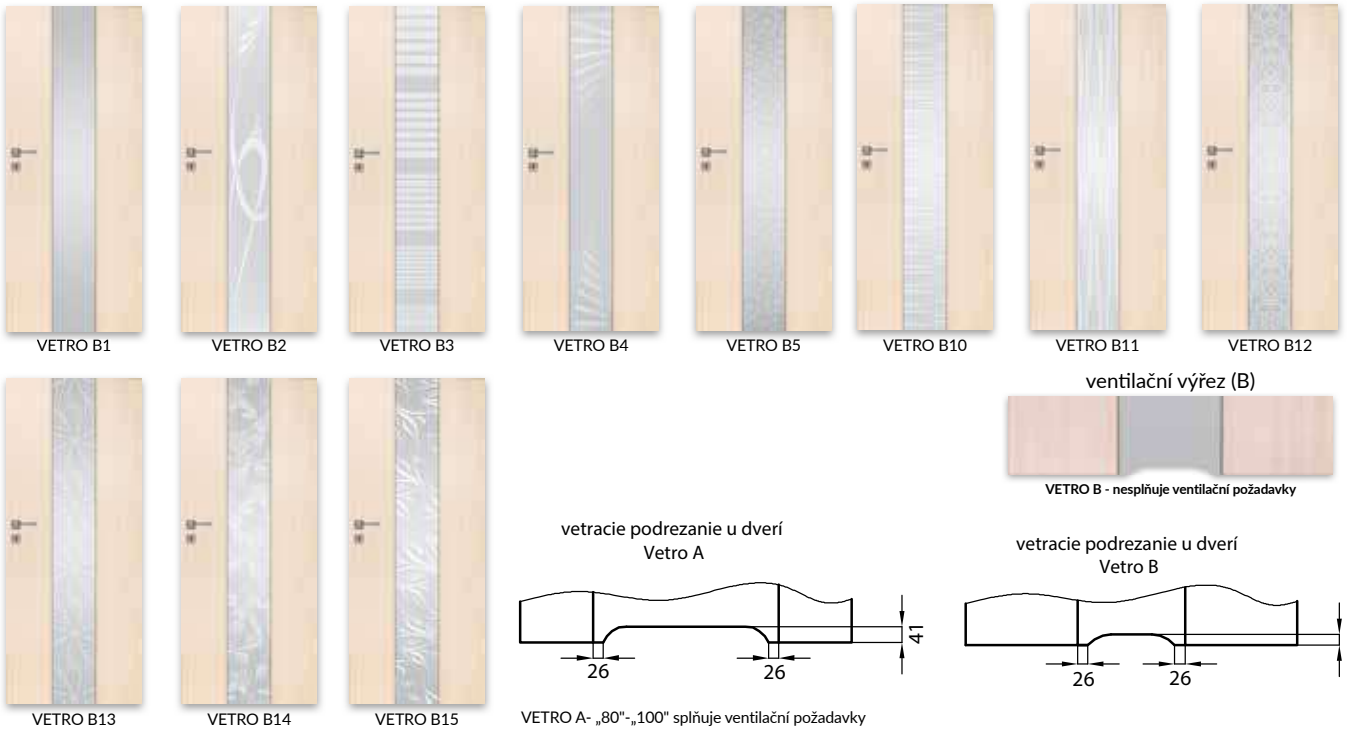 VETRO B1
VETRO B2
VETRO B3
VETRO B4
VETRO B5
VETRO B10
VETRO B11
VETRO B12
ventilační výřez (B)
VETRO B - nesplňuje ventilační požadavky
vetracie podrezanie u dverí
Vetro A
41
26
26
vetracie podrezanie u dverí
Vetro B
26
26
VETRO B13
VETRO B14
VETRO B15
VETRO A- „80"-„100" splňuje ventilační požadavky